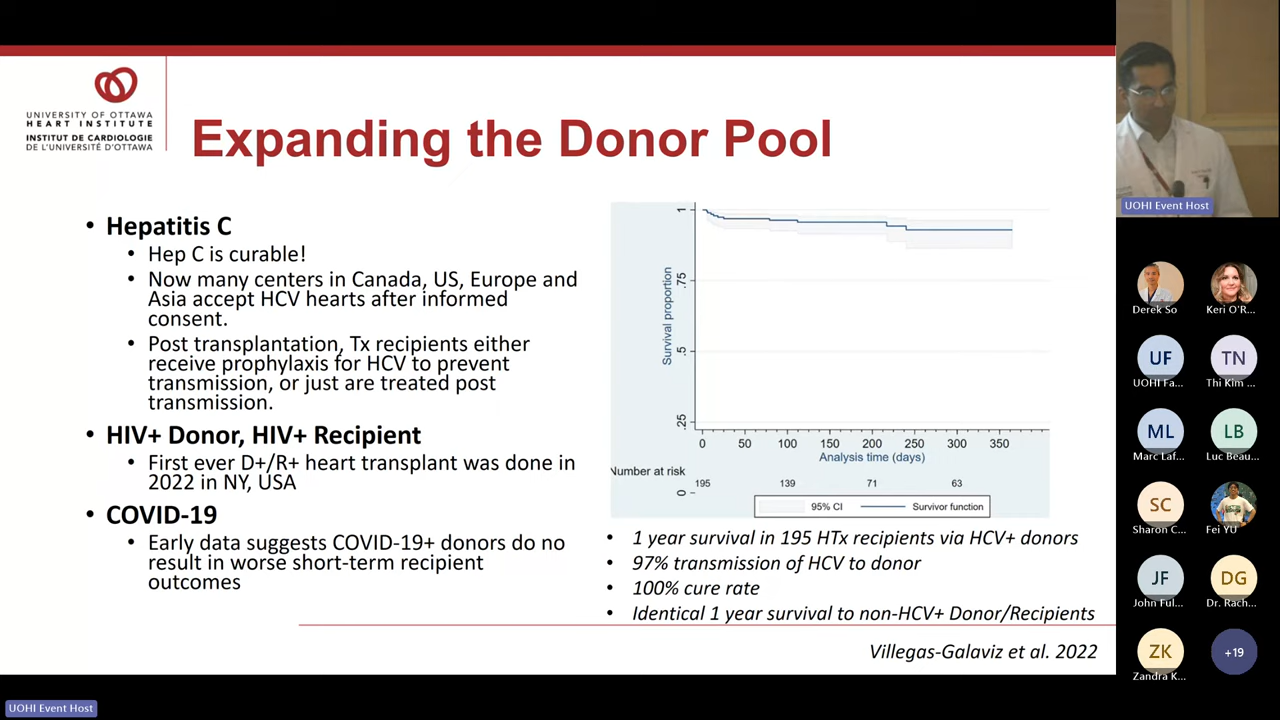 UNIVERSITY OF OTTAWA
HEART INSTITUTE
INSTITUT DE CARDIOLOGIE
DE L'UNIVERSITÉ D'OTTAWA
Expanding the Donor Pool
• Hepatitis C
• Hep C is curable!
• Now many centers in Canada, US, Europe and
Asia accept HCV hearts after informed
consent.
• Post transplantation, Tx recipients either
receive prophylaxis for HCV to prevent
transmission, or just are treated post
transmission.
• HIV+ Donor, HIV+ Recipient
• First ever D+/R+ heart transplant was done in
2022 in NY, USA
• COVID-19
• Early data suggests COVID-19+ donors do no
result in worse short-term recipient
outcomes
Survival proportion
1
.75
.5
.25
0
0 50 100 150 200 250 300 350
Analysis time (days)
Number at risk
195 139 71 63
95% CI Survivor function
• 1 year survival in 195 HTx recipients via HCV+ donors
• 97% transmission of HCV to donor
• 100% cure rate
• Identical 1 year survival to non-HCV+ Donor/Recipients
Villegas-Galaviz et al. 2022
UOHI Event Host
Derek So
Keri O'R...
UF
UOHI Fa...
TN
Thi Kim ...
ML
Marc Laf...
LB
Luc Beau...
SC
Sharon C...
Fei YU
JF
John Ful...
DG
Dr. Rach...
ZK
Zandra K...
+19
UOHI Event Host